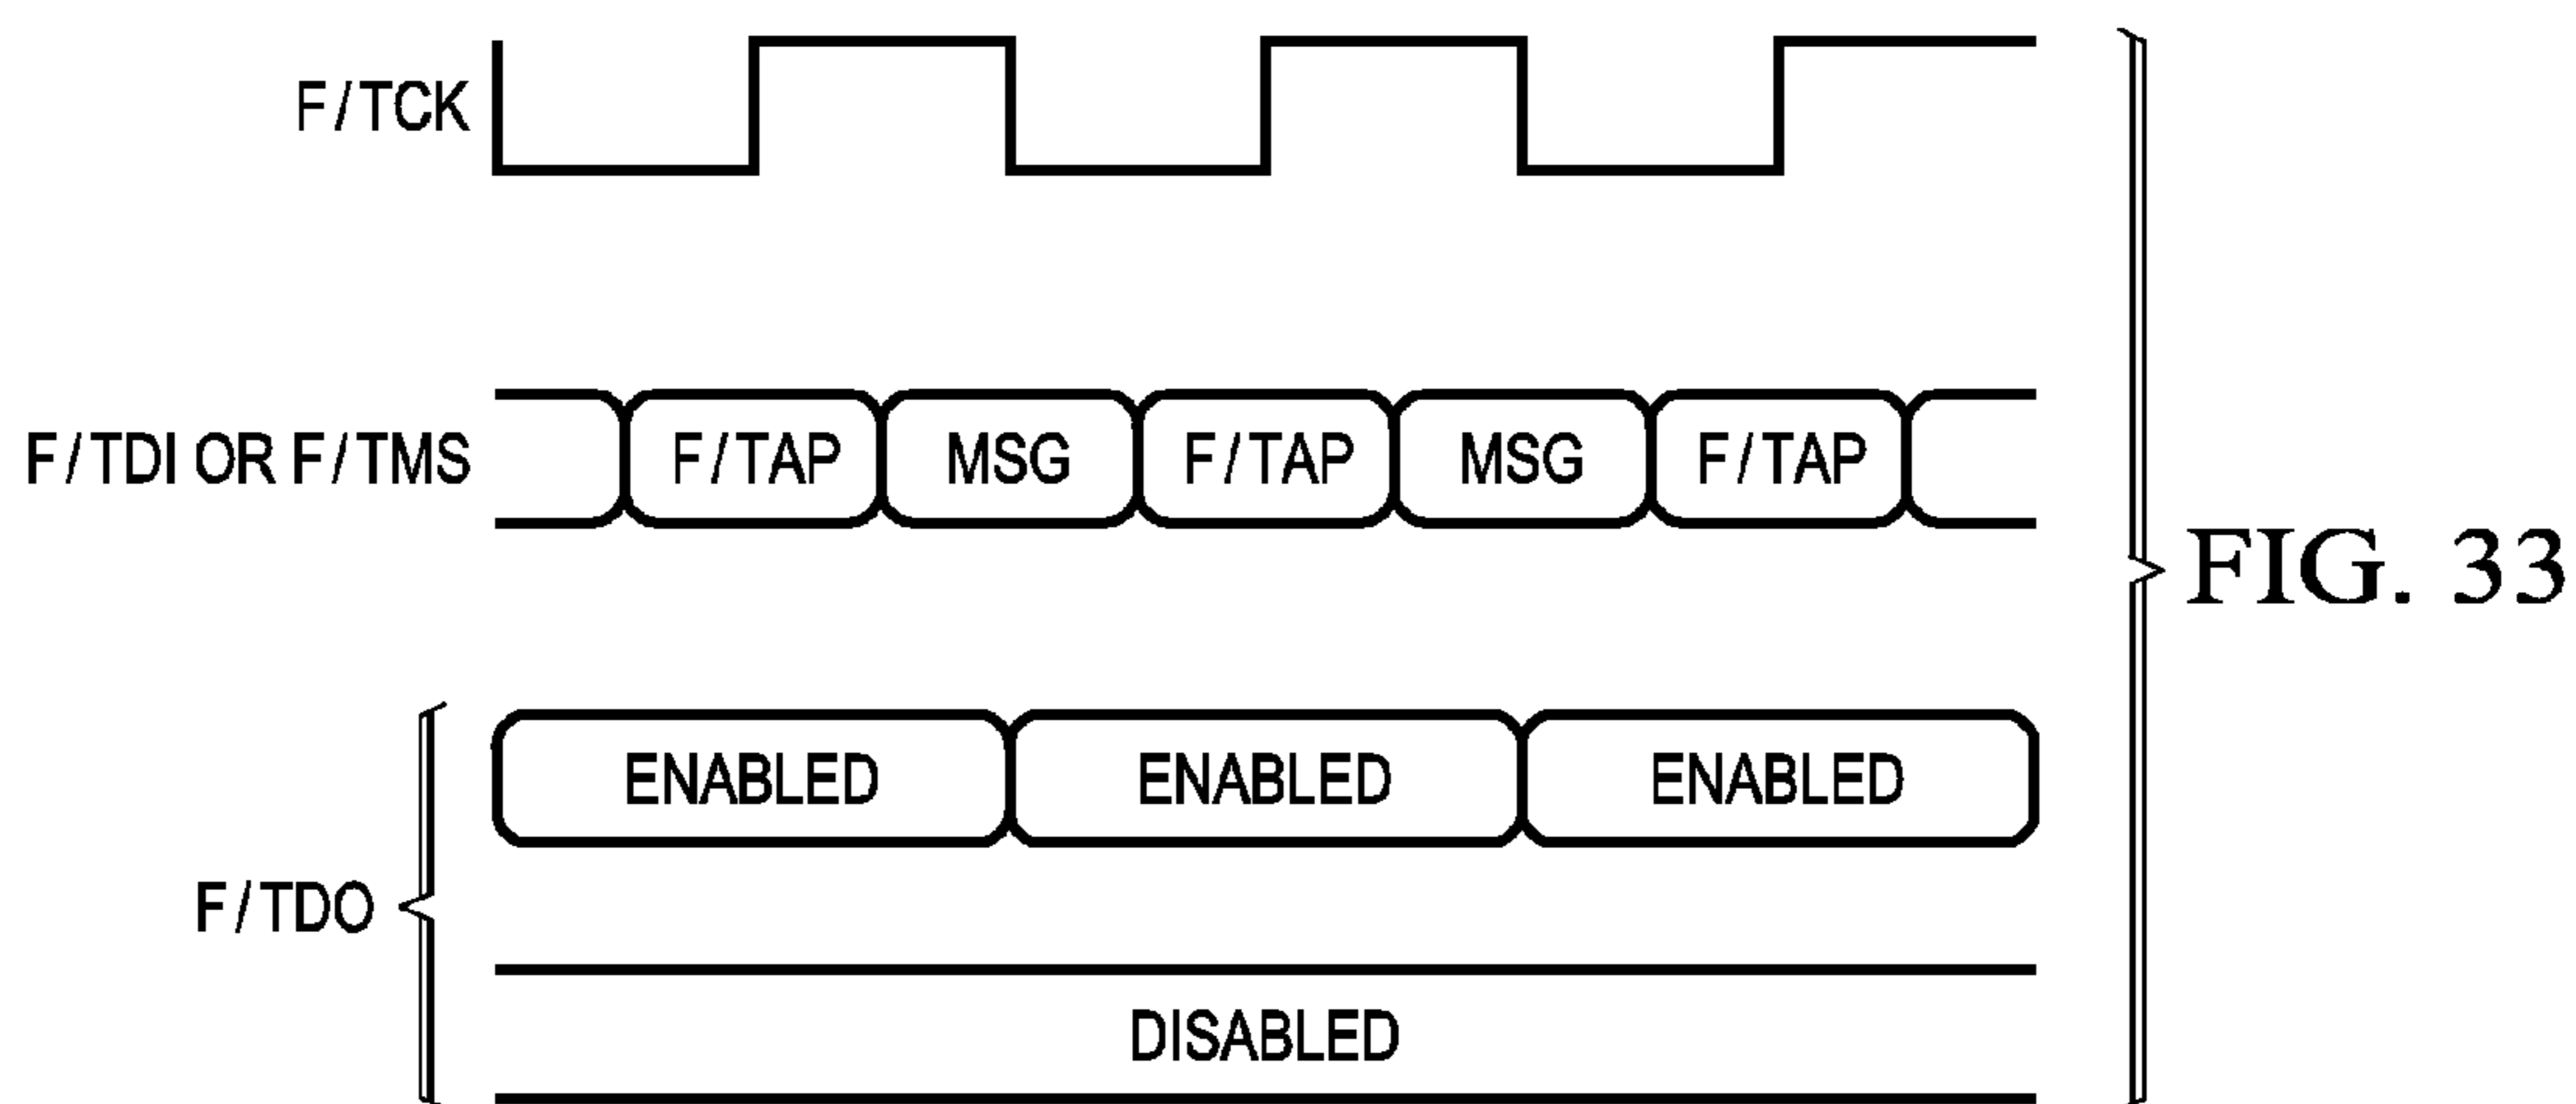 F/TCK
F/TDI OR F/TMS
F/TAP MSG F/TAP MSG F/TAP
FIG. 33
ENABLED ENABLED ENABLED
F/TDO
DISABLED